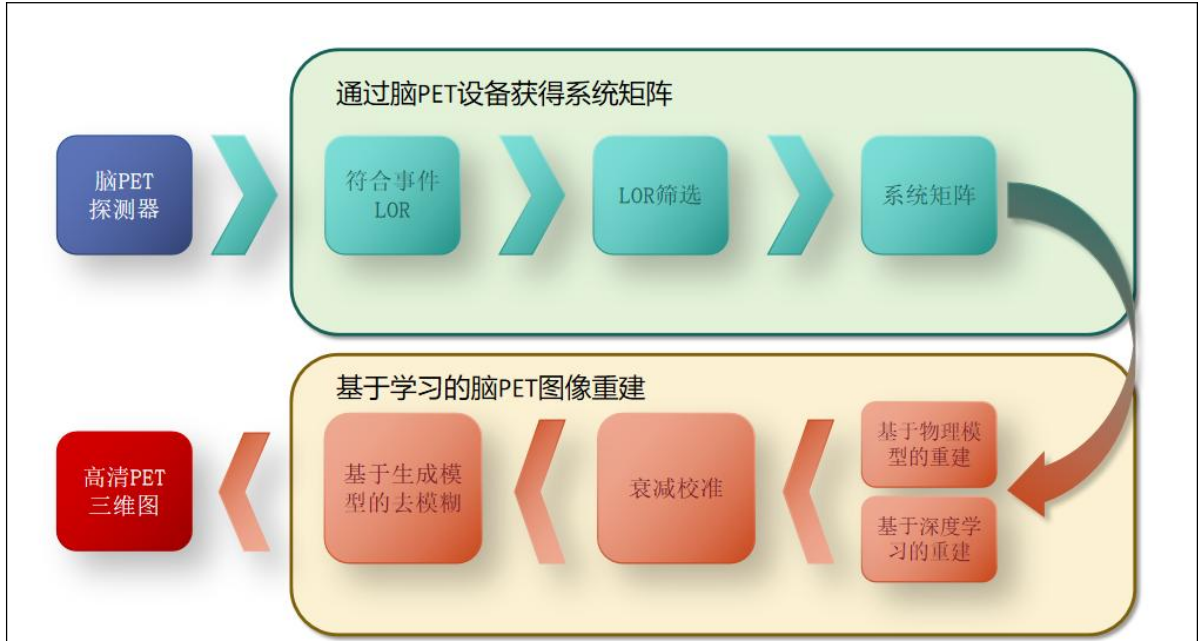 通过脑PET设备获得系统矩阵
脑PET
探测器
符合事件
LOR
LOR筛选
系统矩阵
基于学习的脑PET图像重建
基于物理模
型的重建
基于深度学
习的重建
衰减校准
基于生成模
型的去模糊
高清PET
三维图